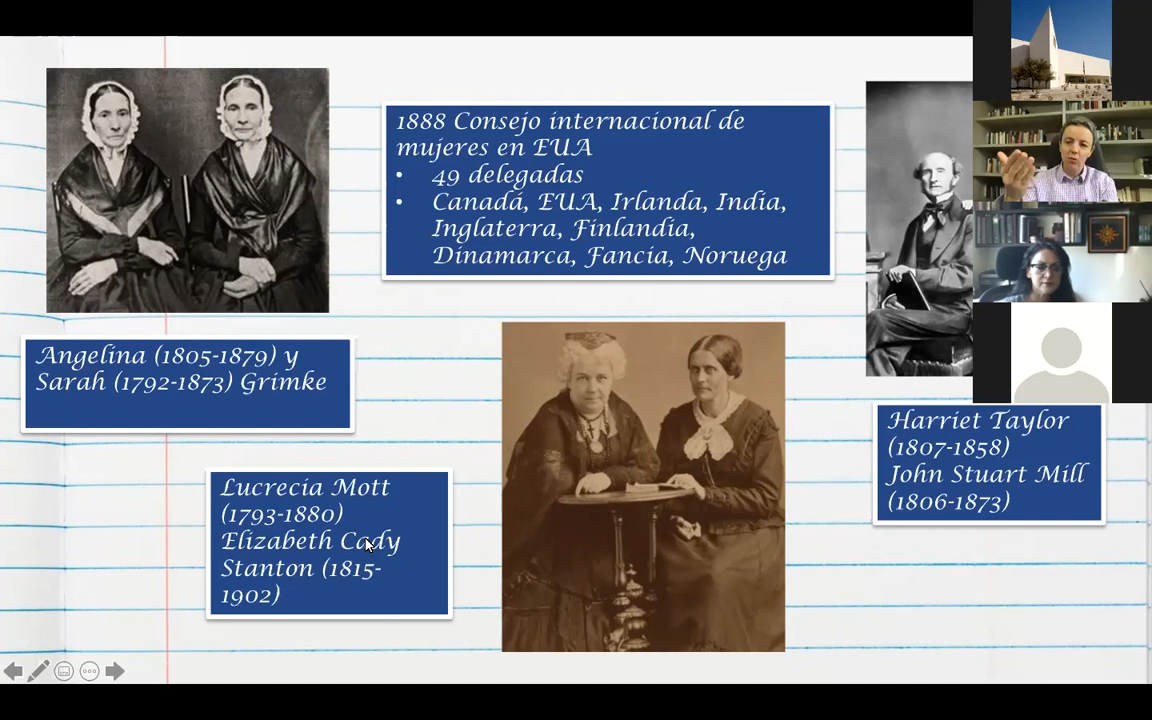 1888 Consejo internacional de
mujeres en EUA
• 49 delegadas
• Canadá, EUA, Irlanda, India,
Inglaterra, Finlandia,
Dinamarca, Fancia, Noruega
Angelina (1805-1879) y
Sarah (1792-1873) Grimke
Lucrecia Mott
(1793-1880)
Elizabeth Cady
Stanton (1815-
1902)
Harriet Taylor
(1807-1858)
John Stuart Mill
(1806-1873)